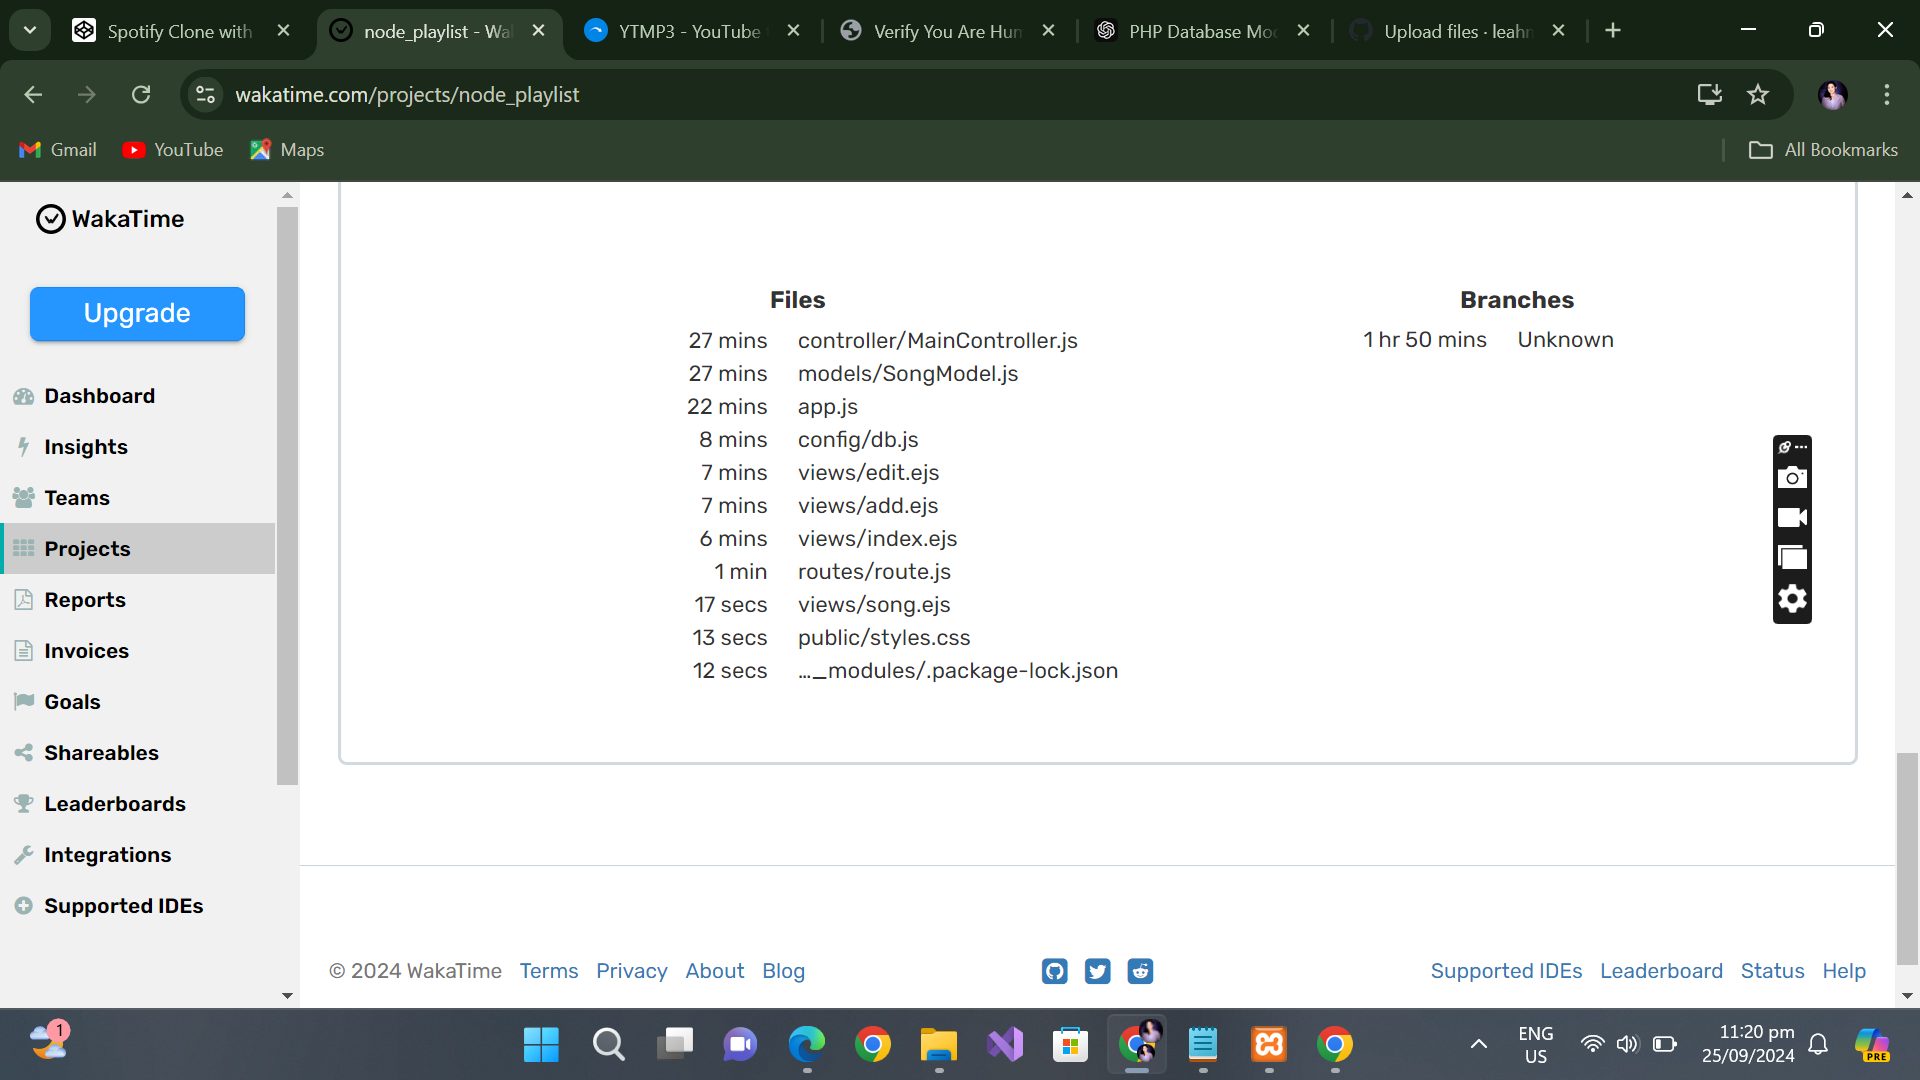 Spotify Clone with
node_playlist - Wa
YTMP3 - YouTube
Verify You Are Hum
PHP Database Mo
Upload files · leahr
wakatime.com/projects/node_playlist
Gmail
YouTube
Maps
All Bookmarks
WakaTime
Upgrade
Dashboard
Insights
Teams
Projects
Reports
Invoices
Goals
Shareables
Leaderboards
Integrations
Supported IDEs
Files
27 mins controller/MainController.js
27 mins models/SongModel.js
22 mins app.js
8 mins config/db.js
7 mins views/edit.ejs
7 mins views/add.ejs
6 mins views/index.ejs
1 min routes/route.js
17 secs views/song.ejs
13 secs public/styles.css
12 secs ..._modules/.package-lock.json
Branches
1 hr 50 mins Unknown
© 2024 WakaTime Terms Privacy About Blog
Supported IDEs Leaderboard Status Help
1
ENG
US
11:20 pm
25/09/2024
PRE